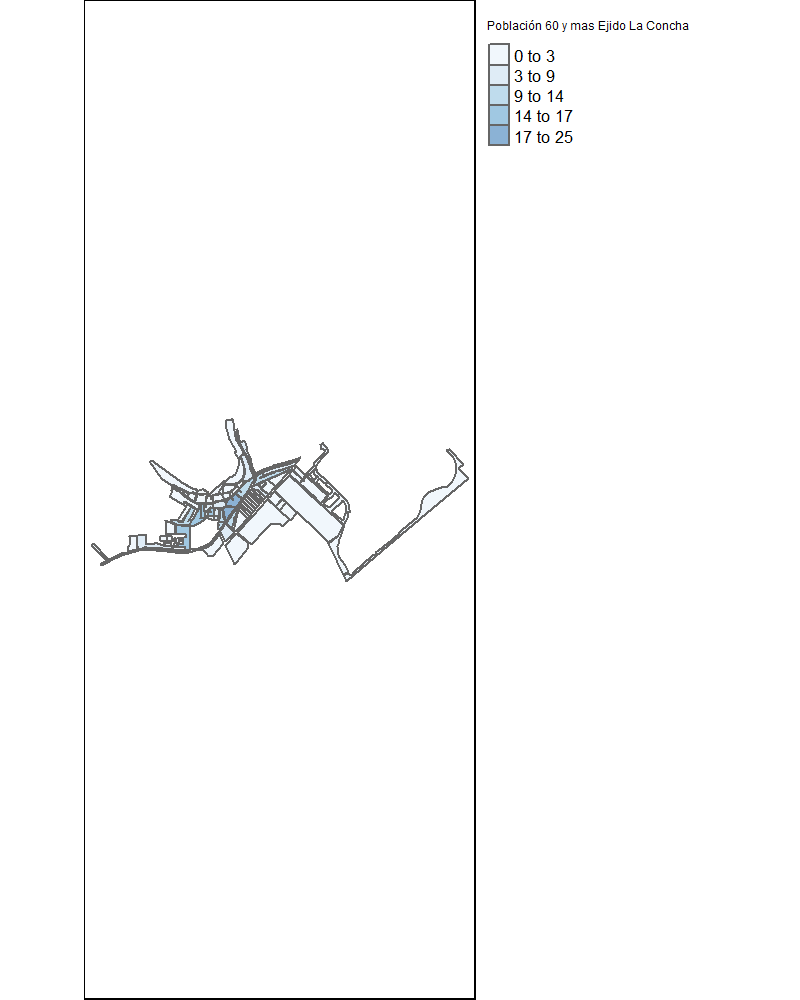 Población 60 y mas Ejido La Concha
0 to 3
3 to 9
9 to 14
14 to 17
17 to 25